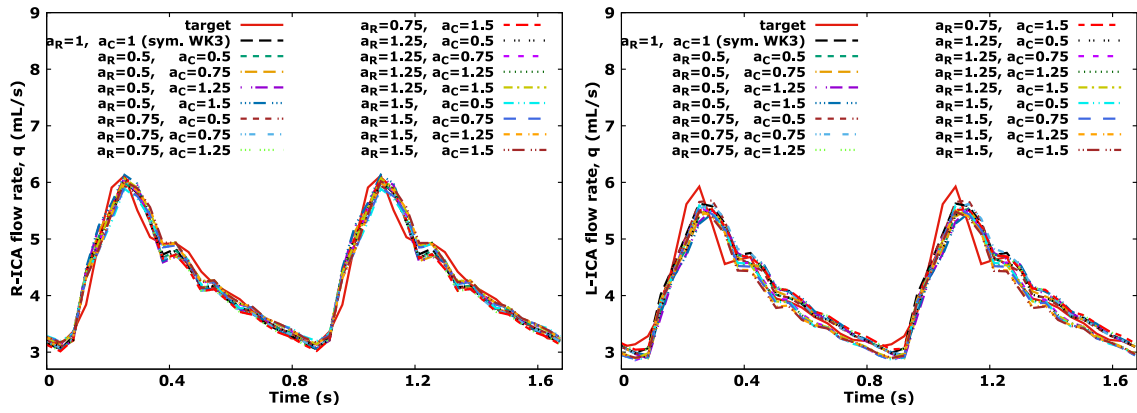 9
8
7
6
5
4
3
R-ICA flow rate, q (mL/s)
target
a_R=1, a_C=1 (sym. WK3)
a_R=0.5, a_C=0.5
a_R=0.5, a_C=0.75
a_R=0.5, a_C=1.25
a_R=0.5, a_C=1.5
a_R=0.75, a_C=0.5
a_R=0.75, a_C=0.75
a_R=0.75, a_C=1.25
a_R=0.75, a_C=1.5
a_R=1.25, a_C=0.5
a_R=1.25, a_C=0.75
a_R=1.25, a_C=1.25
a_R=1.25, a_C=1.5
a_R=1.5, a_C=0.5
a_R=1.5, a_C=0.75
a_R=1.5, a_C=1.25
a_R=1.5, a_C=1.5
0 0.4 0.8 1.2 1.6
Time (s)
9
8
7
6
5
4
3
L-ICA flow rate, q (mL/s)
target
a_R=1, a_C=1 (sym. WK3)
a_R=0.5, a_C=0.5
a_R=0.5, a_C=0.75
a_R=0.5, a_C=1.25
a_R=0.5, a_C=1.5
a_R=0.75, a_C=0.5
a_R=0.75, a_C=0.75
a_R=0.75, a_C=1.25
a_R=0.75, a_C=1.5
a_R=1.25, a_C=0.5
a_R=1.25, a_C=0.75
a_R=1.25, a_C=1.25
a_R=1.25, a_C=1.5
a_R=1.5, a_C=0.5
a_R=1.5, a_C=0.75
a_R=1.5, a_C=1.25
a_R=1.5, a_C=1.5
0 0.4 0.8 1.2 1.6
Time (s)